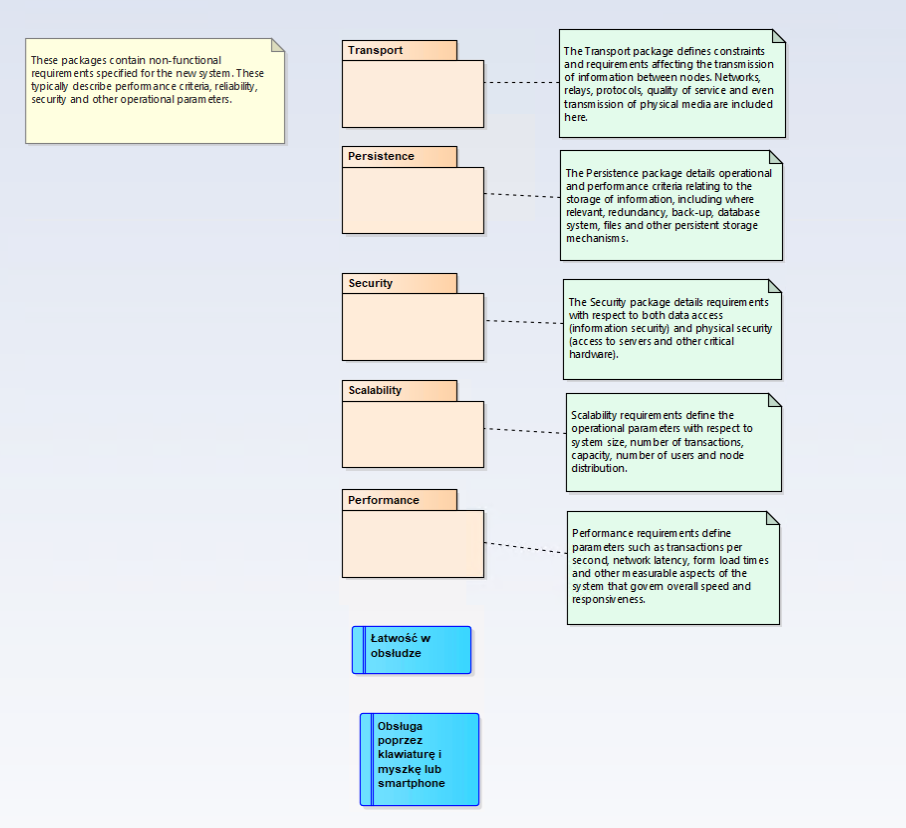 These packages contain non-functional
requirements specified for the new system. These
typically describe performance criteria, reliability,
security and other operational parameters.
Transport
The Transport package defines constraints
and requirements affecting the transmission
of information between nodes. Networks,
relays, protocols, quality of service and even
transmission of physical media are included
here.
Persistence
The Persistence package details operational
and performance criteria relating to the
storage of information, including where
relevant, redundancy, back-up, database
system, files and other persistent storage
mechanisms.
Security
The Security package details requirements
with respect to both data access
(information security) and physical security
(access to servers and other critical
hardware).
Scalability
Scalability requirements define the
operational parameters with respect to
system size, number of transactions,
capacity, number of users and node
distribution.
Performance
Performance requirements define
parameters such as transactions per
second, network latency, form load times
and other measurable aspects of the
system that govern overall speed and
responsiveness.
Łatwość w
obsłudze
Obsługa
poprzez
klawiaturę i
myszkę lub
smartphone